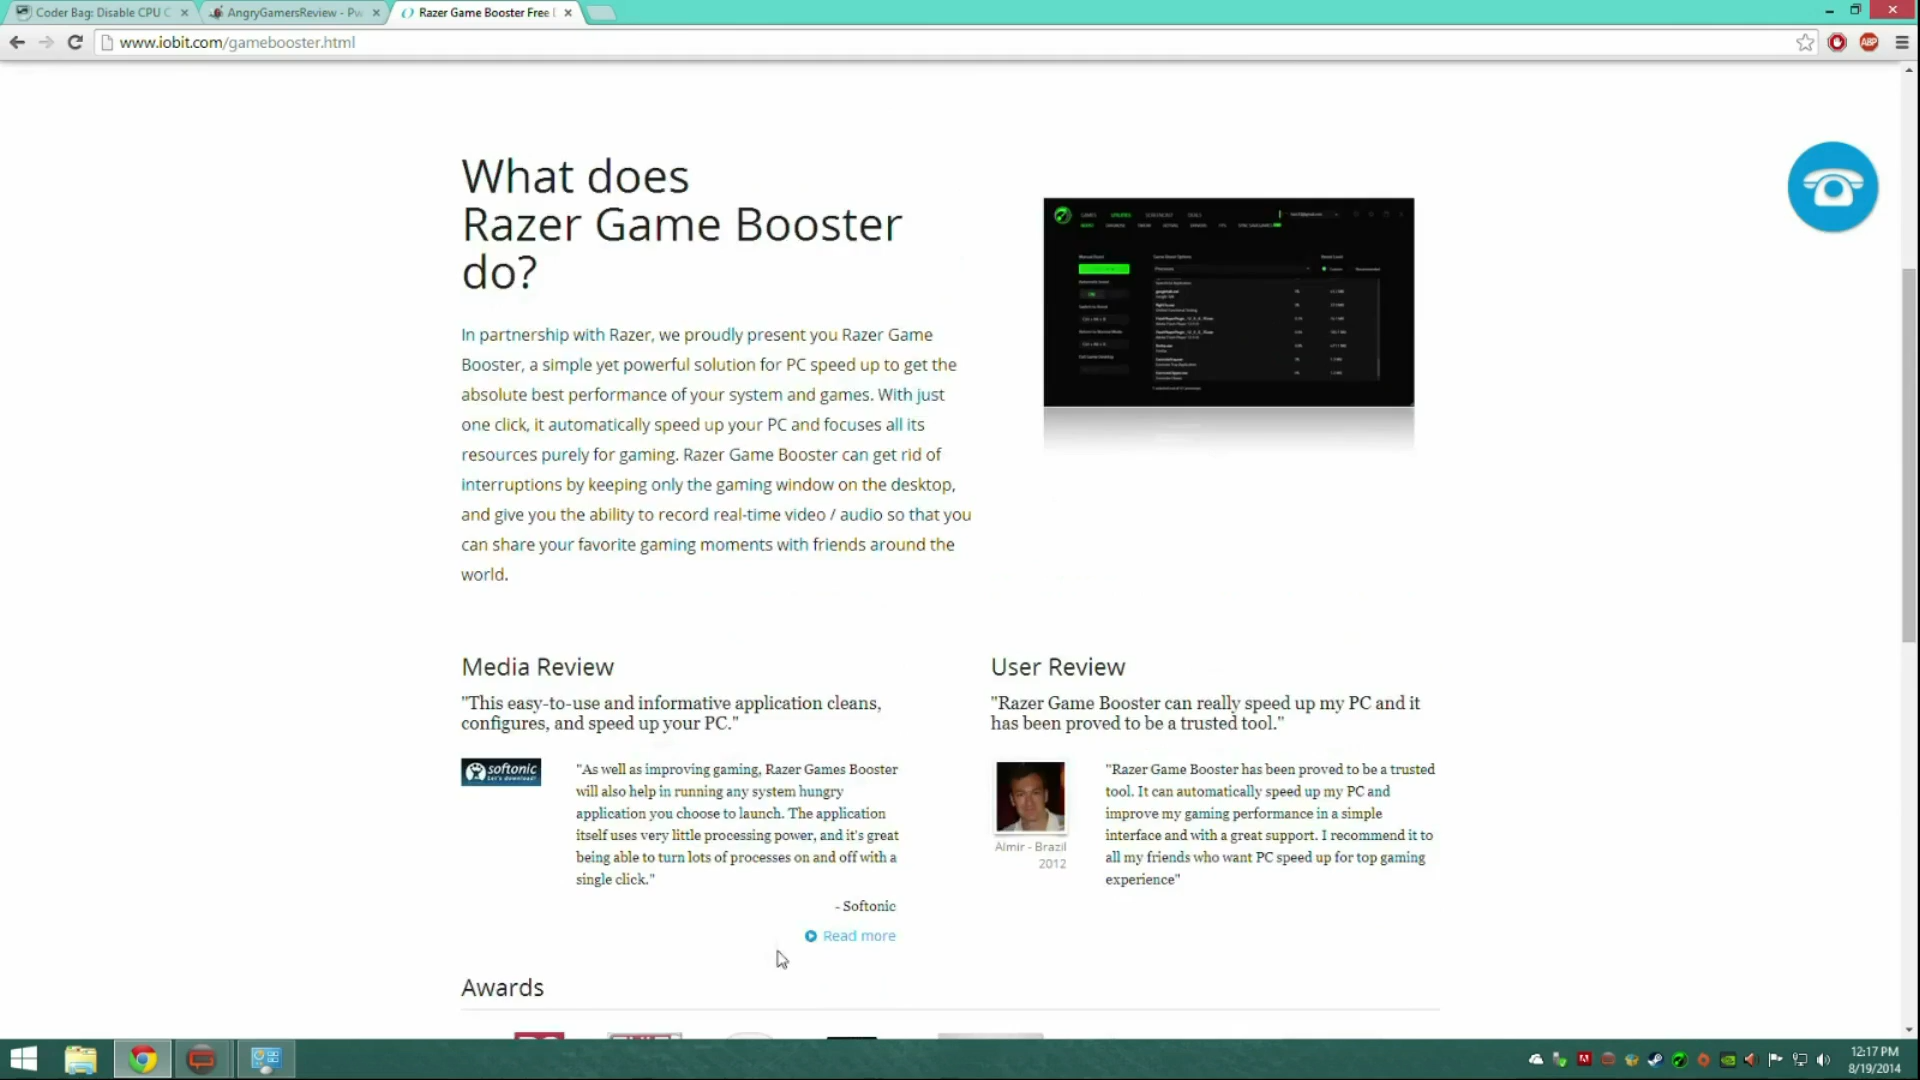 Coder Bag: Disable CPU C
AngryGamersReview - Pw
Razer Game Booster Free
www.iobit.com/gamebooster.html
ABP
What does
Razer Game Booster
do?
In partnership with Razer, we proudly present you Razer Game
Booster, a simple yet powerful solution for PC speed up to get the
absolute best performance of your system and games. With just
one click, it automatically speed up your PC and focuses all its
resources purely for gaming. Razer Game Booster can get rid of
interruptions by keeping only the gaming window on the desktop,
and give you the ability to record real-time video / audio so that you
can share your favorite gaming moments with friends around the
world.
Media Review
"This easy-to-use and informative application cleans,
configures, and speed up your PC."
softonic
Let's download!
"As well as improving gaming, Razer Games Booster
will also help in running any system hungry
application you choose to launch. The application
itself uses very little processing power, and it's great
being able to turn lots of processes on and off with a
single click."
- Softonic
Read more
User Review
"Razer Game Booster can really speed up my PC and it
has been proved to be a trusted tool."
Almir - Brazil
2012
"Razer Game Booster has been proved to be a trusted
tool. It can automatically speed up my PC and
improve my gaming performance in a simple
interface and with a great support. I recommend it to
all my friends who want PC speed up for top gaming
experience"
Awards
12:17 PM
8/19/2014